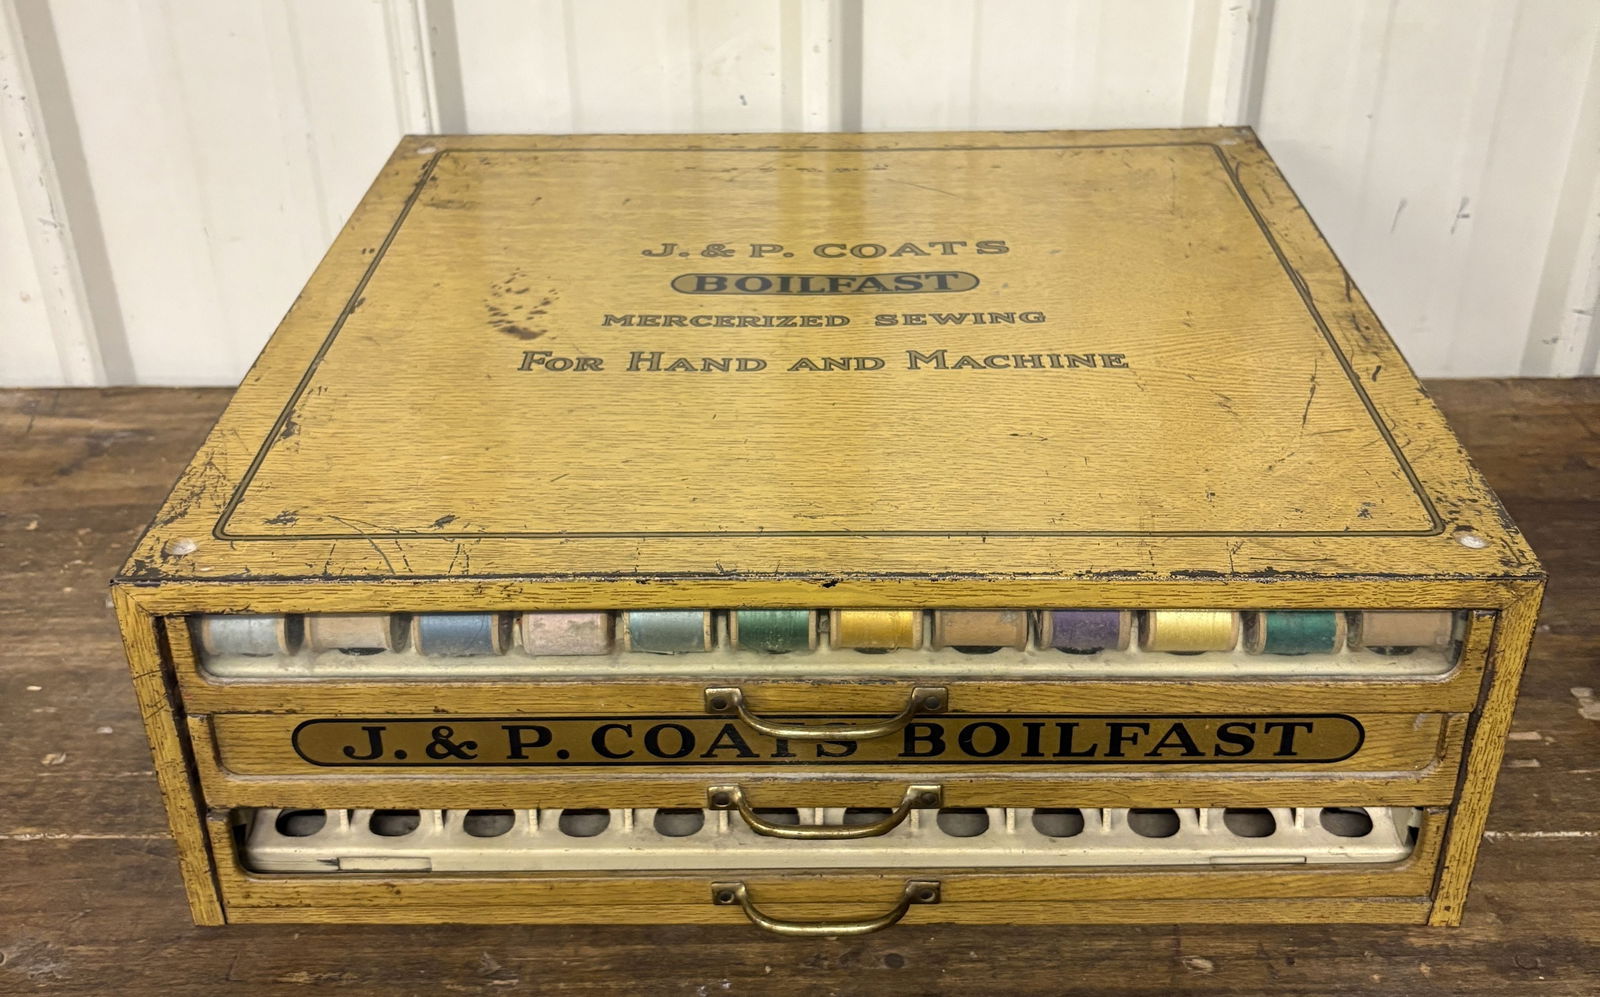 J. & P. COATS
BOILFAST
MERCERIZED SEWING
FOR HAND AND MACHINE
J. & P. COATS BOILFAST